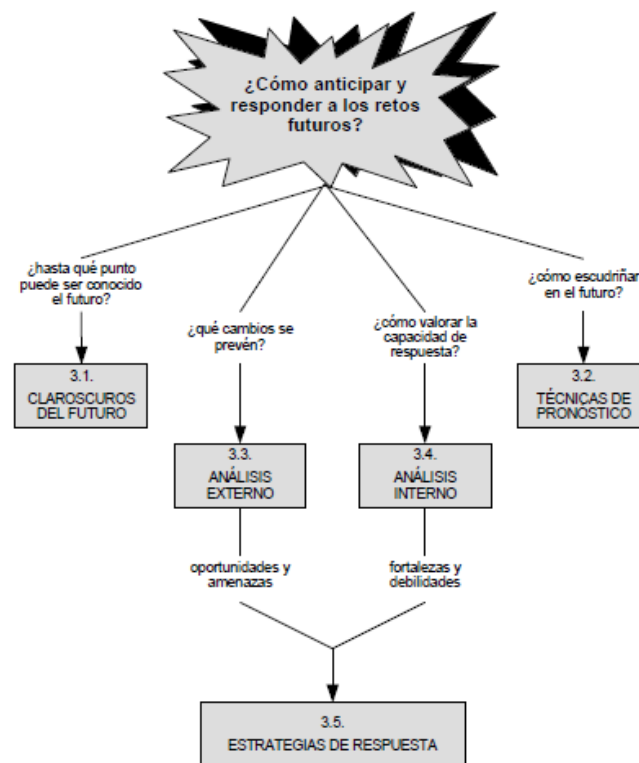 ¿Cómo anticipar y
responder a los retos
futuros?
¿hasta qué punto
puede ser conocido
el futuro?
¿qué cambios se
prevén?
¿cómo valorar la
capacidad de
respuesta?
¿cómo escudriñar
en el futuro?
3.1.
CLAROSCUROS
DEL FUTURO
3.2.
TÉCNICAS DE
PRONÓSTICO
3.3.
ANÁLISIS
EXTERNO
3.4.
ANÁLISIS
INTERNO
oportunidades y
amenazas
fortalezas y
debilidades
3.5.
ESTRATEGIAS DE RESPUESTA